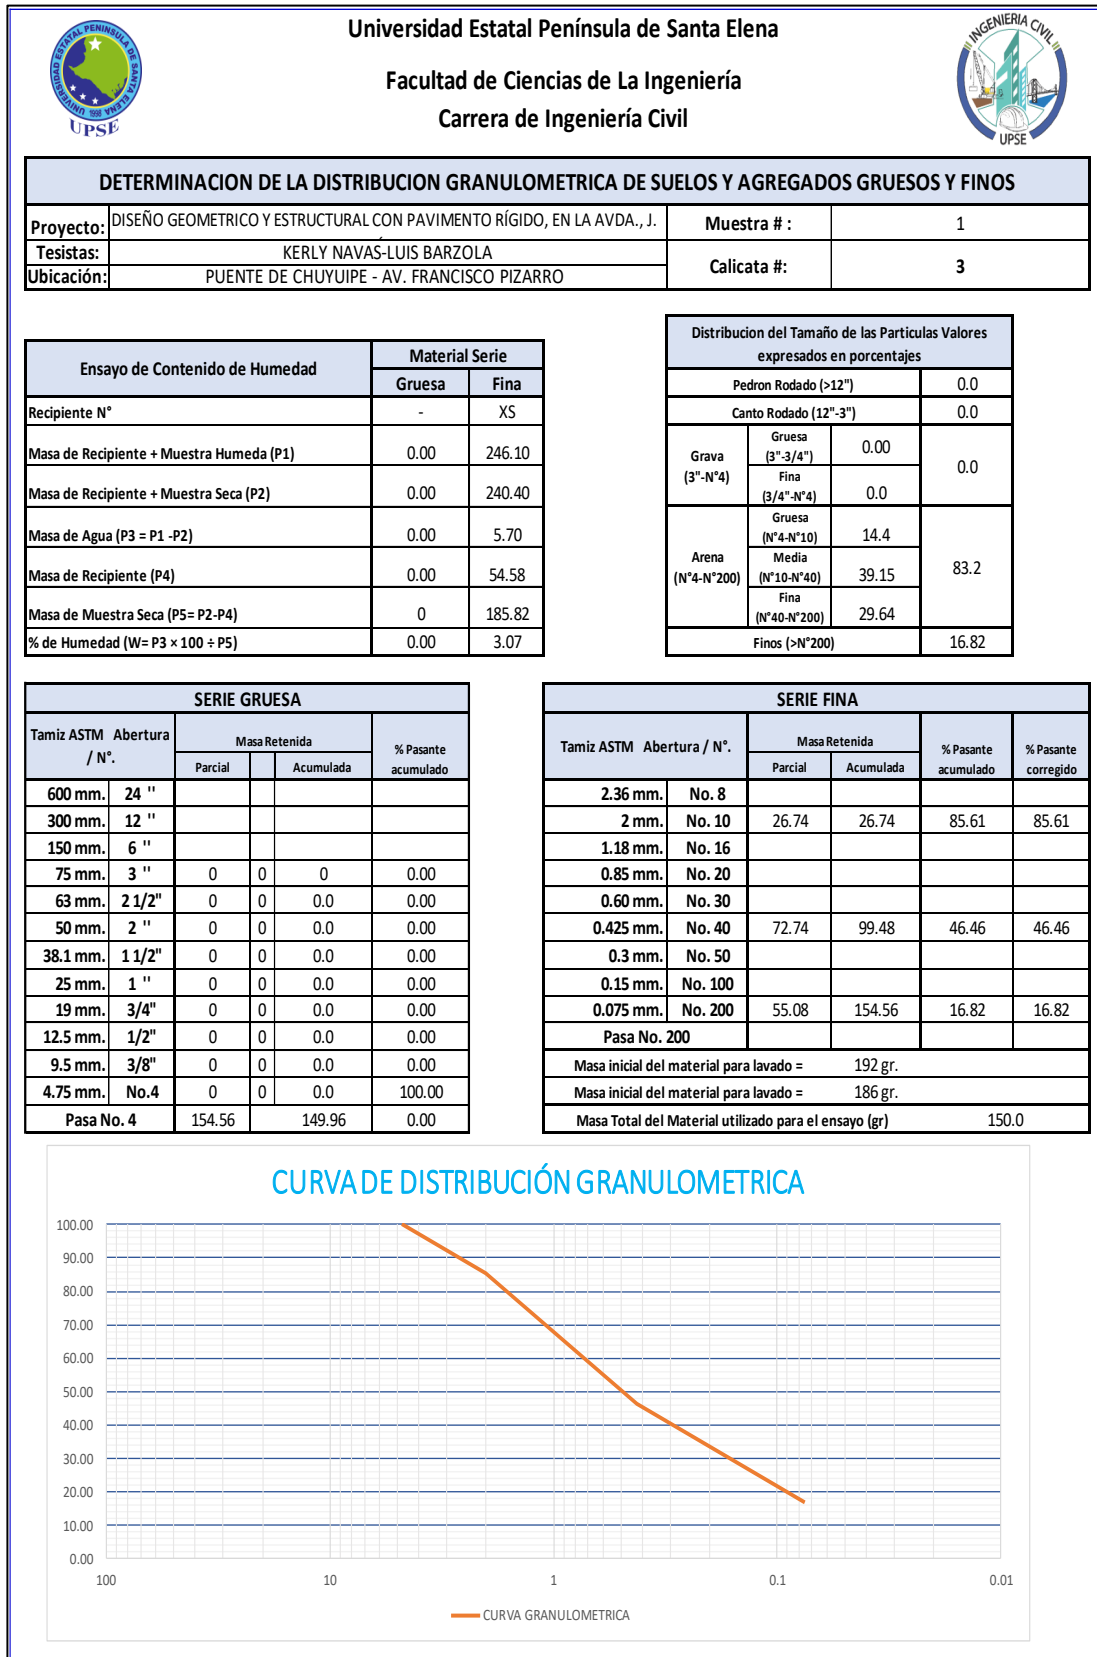 Universidad Estatal Península de Santa Elena
Facultad de Ciencias de La Ingeniería
Carrera de Ingeniería Civil
UNIVERSIDAD ESTATAL PENINSULA DE SANTA ELENA
1998
UPSE
INGENIERIA CIVIL
UPSE
DETERMINACION DE LA DISTRIBUCION GRANULOMETRICA DE SUELOS Y AGREGADOS GRUESOS Y FINOS
Proyecto: DISEÑO GEOMETRICO Y ESTRUCTURAL CON PAVIMENTO RÍGIDO, EN LA AVDA., J. Muestra # : 1
Tesistas: KERLY NAVAS-LUIS BARZOLA
Ubicación: PUENTE DE CHUYUIPE - AV. FRANCISCO PIZARRO
Calicata #: 3
Ensayo de Contenido de Humedad Material Serie
Gruesa Fina
Recipiente N° - XS
Masa de Recipiente + Muestra Humeda (P1) 0.00 246.10
Masa de Recipiente + Muestra Seca (P2) 0.00 240.40
Masa de Agua (P3 = P1 -P2) 0.00 5.70
Masa de Recipiente (P4) 0.00 54.58
Masa de Muestra Seca (P5= P2-P4) 0 185.82
% de Humedad (W= P3 × 100 ÷ P5) 0.00 3.07
Distribucion del Tamaño de las Particulas Valores
expresados en porcentajes
Pedron Rodado (>12") 0.0
Canto Rodado (12"-3") 0.0
Grava
(3"-N°4)
Gruesa
(3"-3/4") 0.00
Fina
(3/4"-N°4) 0.0
0.0
Arena
(N°4-N°200)
Gruesa
(N°4-N°10) 14.4
Media
(N°10-N°40) 39.15
Fina
(N°40-N°200) 29.64
83.2
Finos (>N°200) 16.82
SERIE GRUESA
Tamiz ASTM Abertura
/ N°.
Masa Retenida
Parcial Acumulada
% Pasante
acumulado
600 mm. 24 "
300 mm. 12 "
150 mm. 6 "
75 mm. 3 " 0 0 0 0.00
63 mm. 2 1/2" 0 0 0.0 0.00
50 mm. 2 " 0 0 0.0 0.00
38.1 mm. 1 1/2" 0 0 0.0 0.00
25 mm. 1 " 0 0 0.0 0.00
19 mm. 3/4" 0 0 0.0 0.00
12.5 mm. 1/2" 0 0 0.0 0.00
9.5 mm. 3/8" 0 0 0.0 0.00
4.75 mm. No.4 0 0 0.0 100.00
Pasa No. 4 154.56 149.96 0.00
SERIE FINA
Tamiz ASTM Abertura / N°.
Masa Retenida
Parcial Acumulada
% Pasante
acumulado
% Pasante
corregido
2.36 mm. No. 8
2 mm. No. 10 26.74 26.74 85.61 85.61
1.18 mm. No. 16
0.85 mm. No. 20
0.60 mm. No. 30
0.425 mm. No. 40 72.74 99.48 46.46 46.46
0.3 mm. No. 50
0.15 mm. No. 100
0.075 mm. No. 200 55.08 154.56 16.82 16.82
Pasa No. 200
Masa inicial del material para lavado = 192 gr.
Masa inicial del material para lavado = 186 gr.
Masa Total del Material utilizado para el ensayo (gr) 150.0
CURVA DE DISTRIBUCIÓN GRANULOMETRICA
100.00
90.00
80.00
70.00
60.00
50.00
40.00
30.00
20.00
10.00
0.00
100 10 1 0.1 0.01
CURVA GRANULOMETRICA